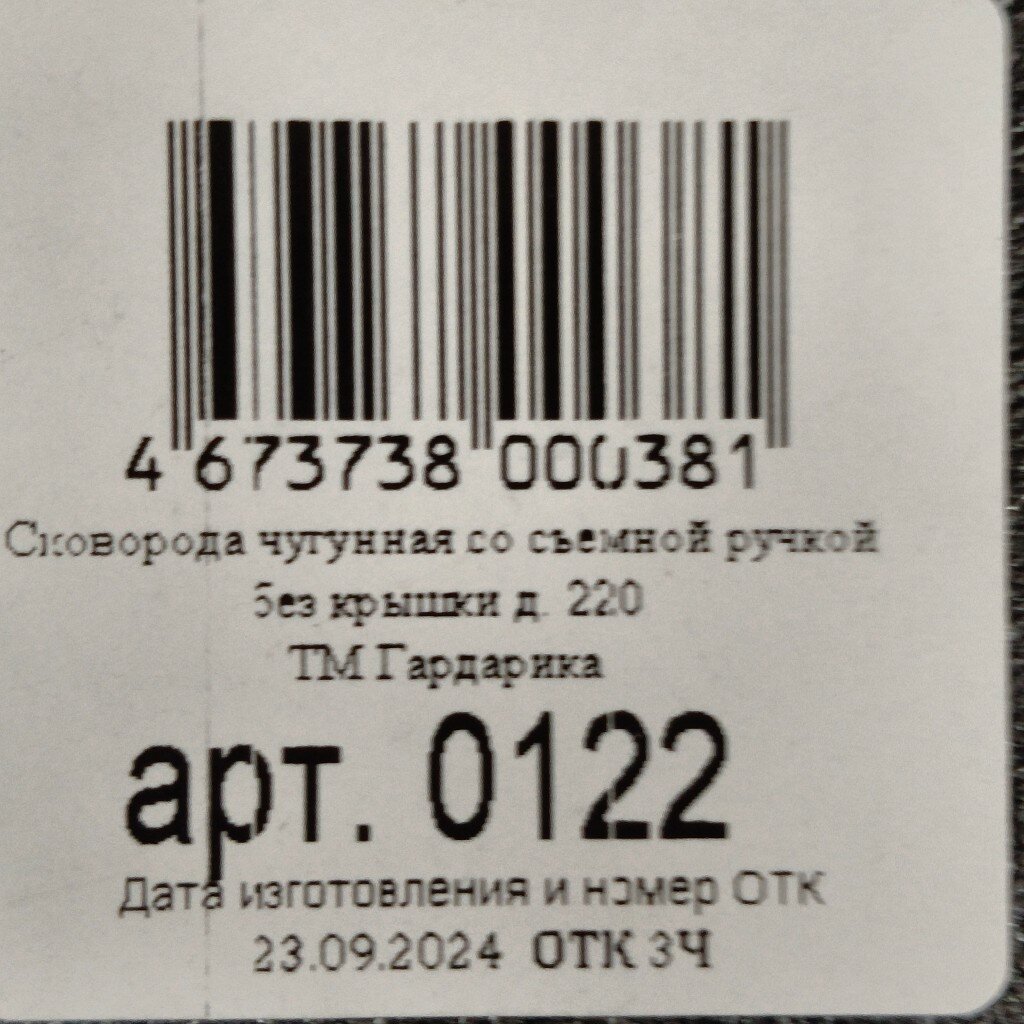 4 673738 000381
Сковорода чугунная со съемной ручкой
без крышки д. 220
ТМ Гардарика
арт. 0122
Дата изготовления и номер ОТК
23.09.2024 ОТК 3Ч